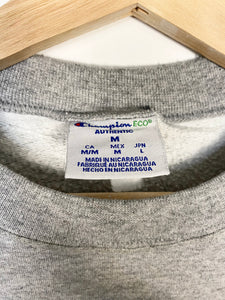 Champion ECO®
AUTHENTIC
M
CA MEX JPN
M/M M L
MADE IN NICARAGUA
FABRIQUÉ AU NICARAGUA
HECHO EN NICARAGUA